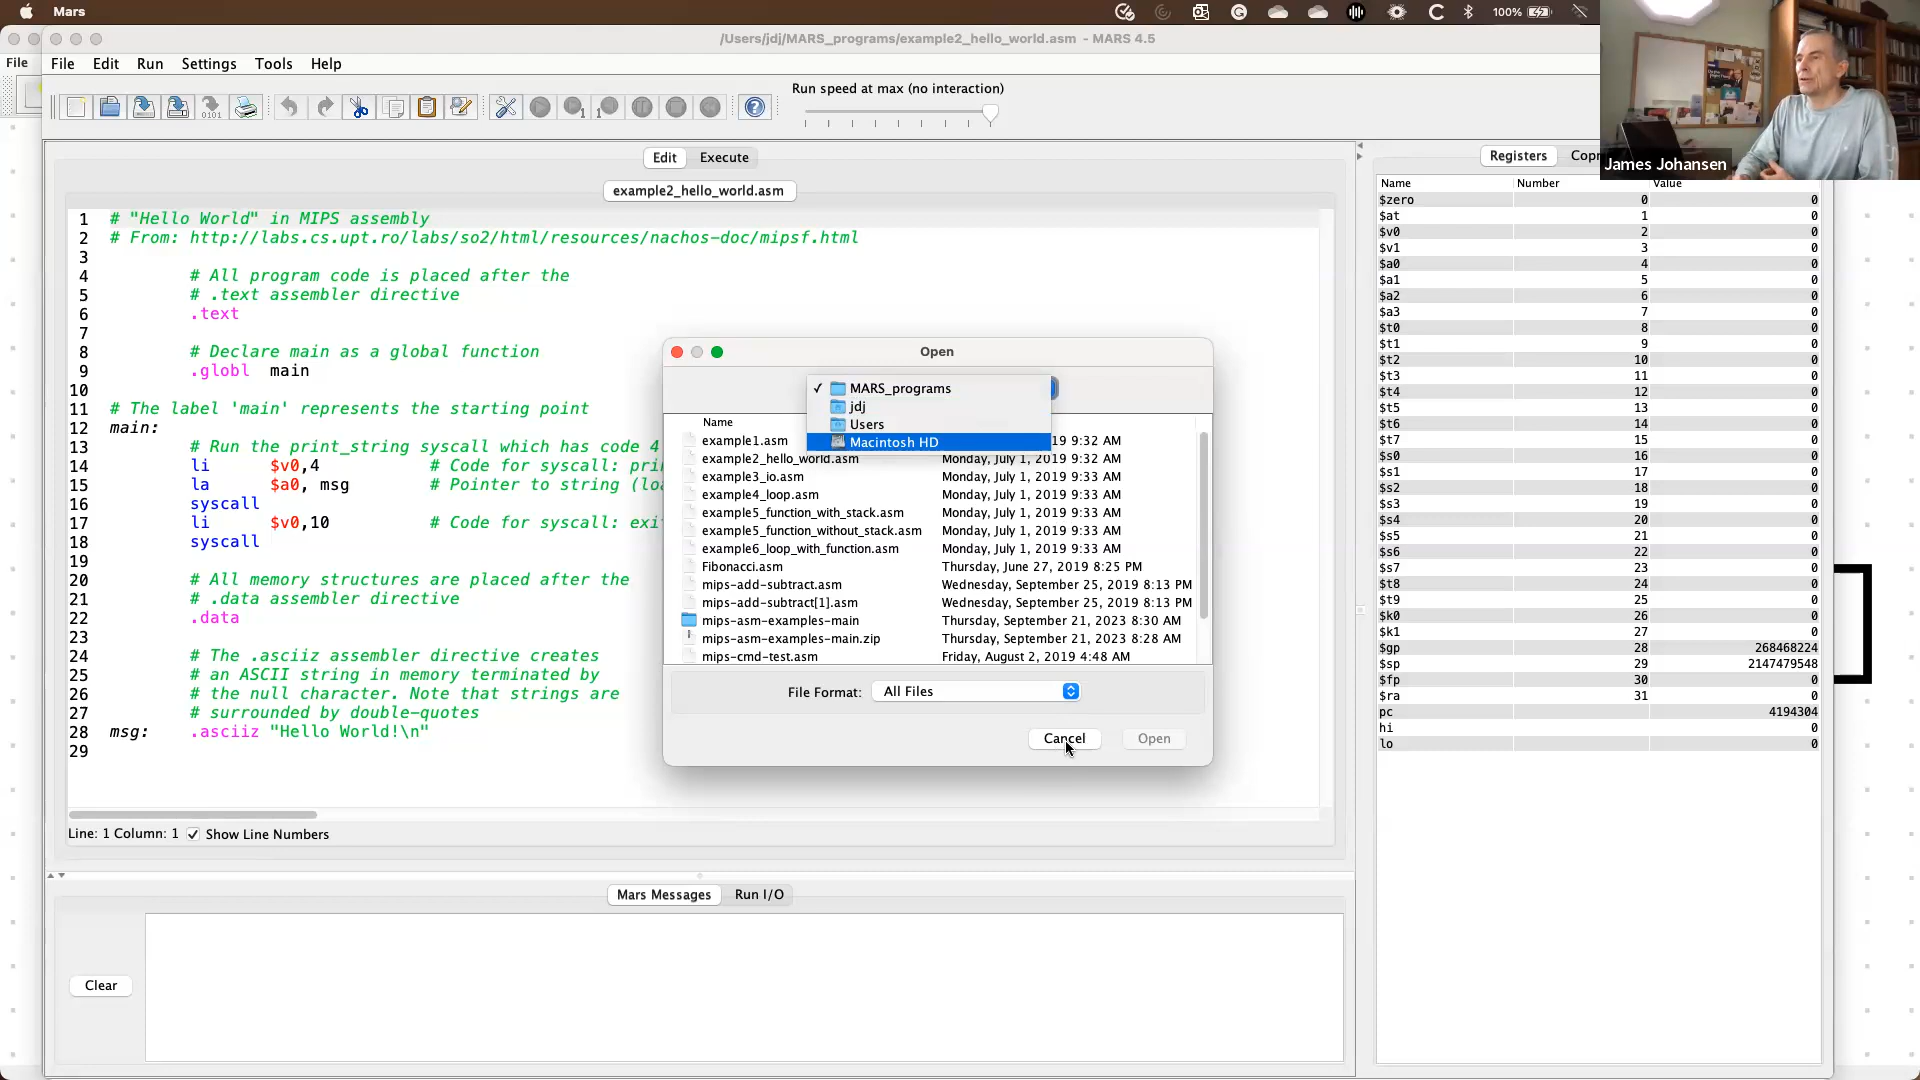 Mars
100%
/Users/jdj/MARS_programs/example2_hello_world.asm - MARS 4.5
File
File Edit Run Settings Tools Help
Run speed at max (no interaction)
James Johansen
Edit Execute
example2_hello_world.asm
1 # "Hello World" in MIPS assembly
2 # From: http://labs.cs.upt.ro/labs/so2/html/resources/nachos-doc/mipsf.html
3
4 # All program code is placed after the
5 # .text assembler directive
6 .text
7
8 # Declare main as a global function
9 .globl main
10
11 # The label 'main' represents the starting point
12 main:
13 # Run the print_string syscall which has code 4
14 li $v0,4 # Code for syscall: pri
15 la $a0, msg # Pointer to string (loa
16 syscall
17 li $v0,10 # Code for syscall: exi
18 syscall
19
20 # All memory structures are placed after the
21 # .data assembler directive
22 .data
23
24 # The .asciiz assembler directive creates
25 # an ASCII string in memory terminated by
26 # the null character. Note that strings are
27 # surrounded by double-quotes
28 msg: .asciiz "Hello World!\n"
29
Line: 1 Column: 1 Show Line Numbers
Open
MARS_programs
jdj
Users
Macintosh HD
Name
example1.asm 19 9:32 AM
example2_hello_world.asm Monday, July 1, 2019 9:32 AM
example3_io.asm Monday, July 1, 2019 9:33 AM
example4_loop.asm Monday, July 1, 2019 9:33 AM
example5_function_with_stack.asm Monday, July 1, 2019 9:33 AM
example5_function_without_stack.asm Monday, July 1, 2019 9:33 AM
example6_loop_with_function.asm Monday, July 1, 2019 9:33 AM
Fibonacci.asm Thursday, June 27, 2019 8:25 PM
mips-add-subtract.asm Wednesday, September 25, 2019 8:13 PM
mips-add-subtract[1].asm Wednesday, September 25, 2019 8:13 PM
mips-asm-examples-main Thursday, September 21, 2023 8:30 AM
mips-asm-examples-main.zip Thursday, September 21, 2023 8:28 AM
mips-cmd-test.asm Friday, August 2, 2019 4:48 AM
File Format: All Files
Cancel Open
Mars Messages Run I/O
Clear
Registers Copr
Name Number Value
$zero 0 0
$at 1 0
$v0 2 0
$v1 3 0
$a0 4 0
$a1 5 0
$a2 6 0
$a3 7 0
$t0 8 0
$t1 9 0
$t2 10 0
$t3 11 0
$t4 12 0
$t5 13 0
$t6 14 0
$t7 15 0
$s0 16 0
$s1 17 0
$s2 18 0
$s3 19 0
$s4 20 0
$s5 21 0
$s6 22 0
$s7 23 0
$t8 24 0
$t9 25 0
$k0 26 0
$k1 27 0
$gp 28 268468224
$sp 29 2147479548
$fp 30 0
$ra 31 0
pc 4194304
hi 0
lo 0